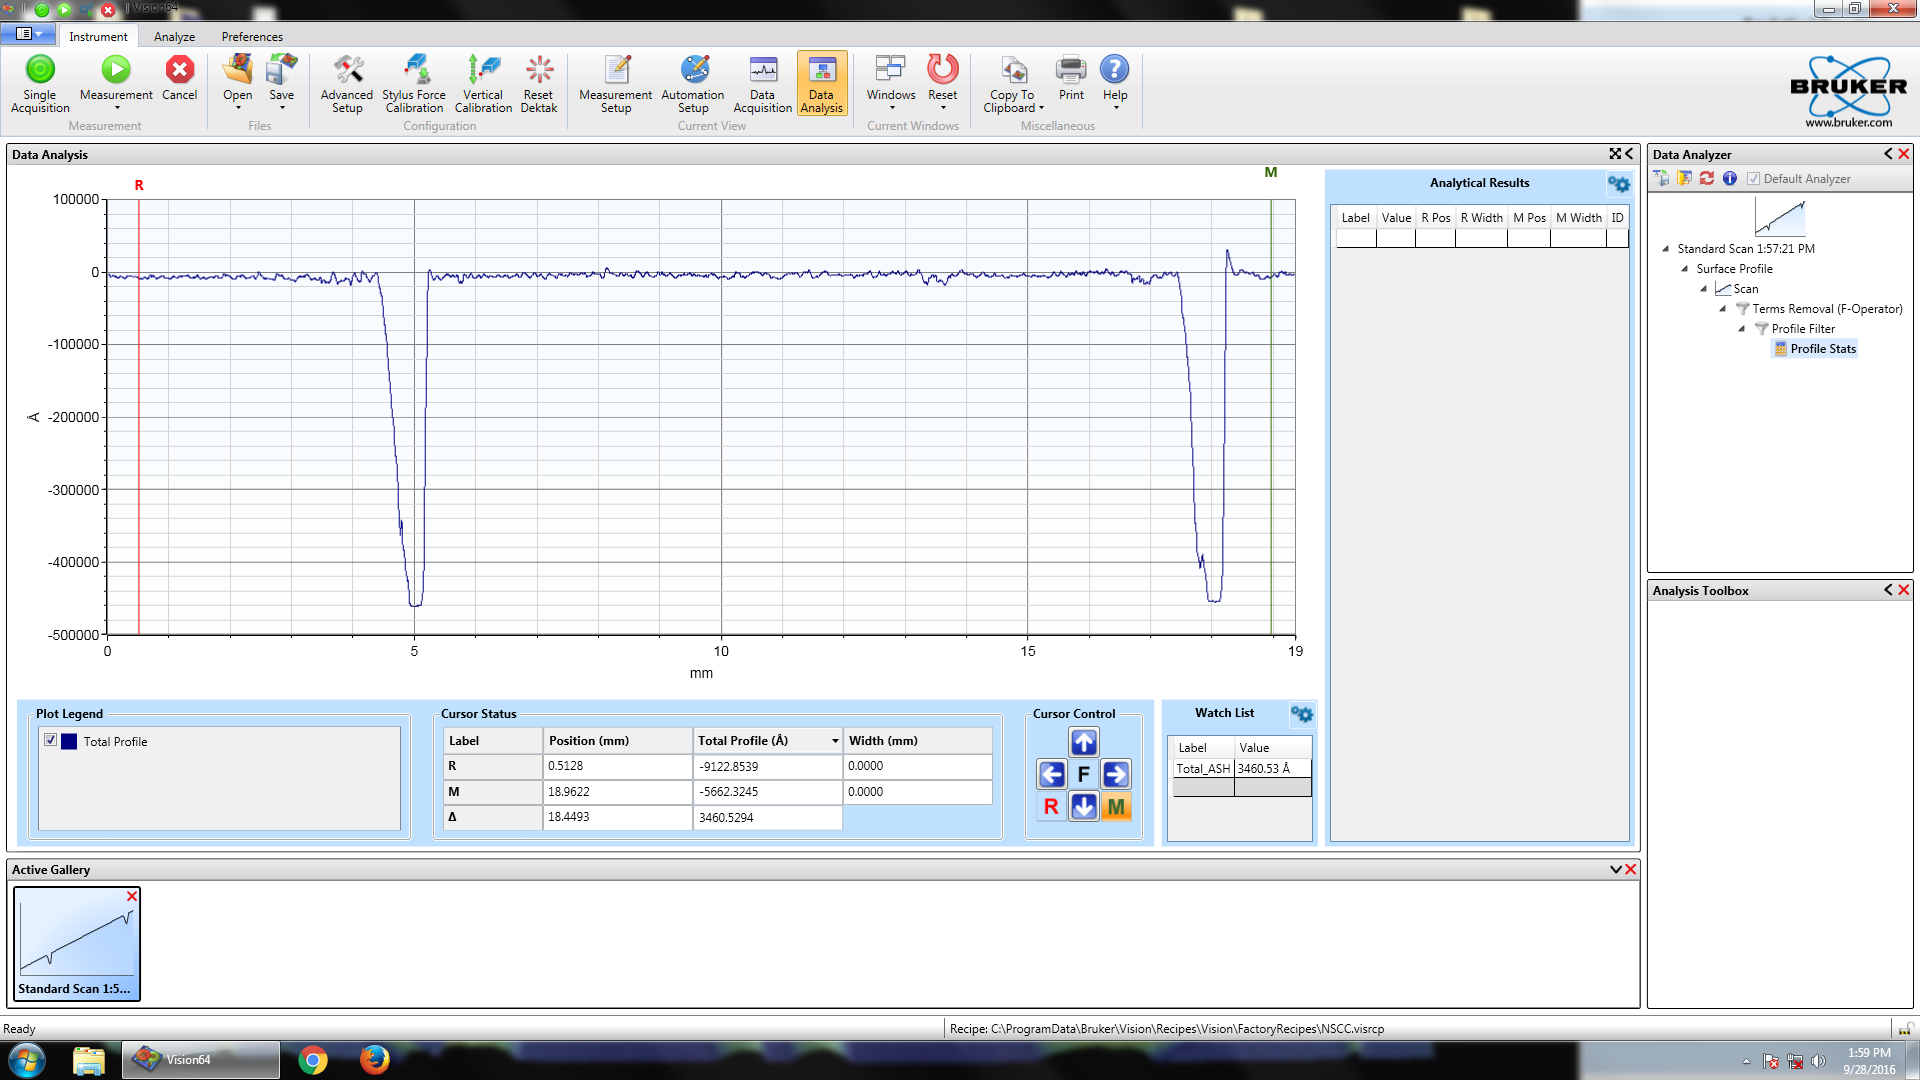 Vision64
Instrument Analyze Preferences
Single Acquisition
Measurement
Cancel
Open
Save
Advanced Setup
Stylus Force Calibration
Vertical Calibration
Reset Dektak
Measurement Setup
Automation Setup
Data Acquisition
Data Analysis
Windows
Reset
Copy To Clipboard
Print
Help
Measurement Files Configuration Current View Current Windows Miscellaneous
BRUKER
www.bruker.com
Data Analysis
R
M
100000
0
-100000
-200000
-300000
-400000
-500000
Å
0 5 10 15 19
mm
Analytical Results
Label Value R Pos R Width M Pos M Width ID
Data Analyzer
Default Analyzer
Standard Scan 1:57:21 PM
Surface Profile
Scan
Terms Removal (F-Operator)
Profile Filter
Profile Stats
Analysis Toolbox
Plot Legend
Total Profile
Cursor Status
Label Position (mm) Total Profile (Å) Width (mm)
R 0.5128 -9122.8539 0.0000
M 18.9622 -5662.3245 0.0000
Δ 18.4493 3460.5294
Cursor Control
F
R M
Watch List
Label Value
Total_ASH 3460.53 Å
Active Gallery
Standard Scan 1:5...
Ready
Recipe: C:\ProgramData\Bruker\Vision\Recipes\Vision\FactoryRecipes\NSCC.visrcp
Vision64
1:59 PM
9/28/2016